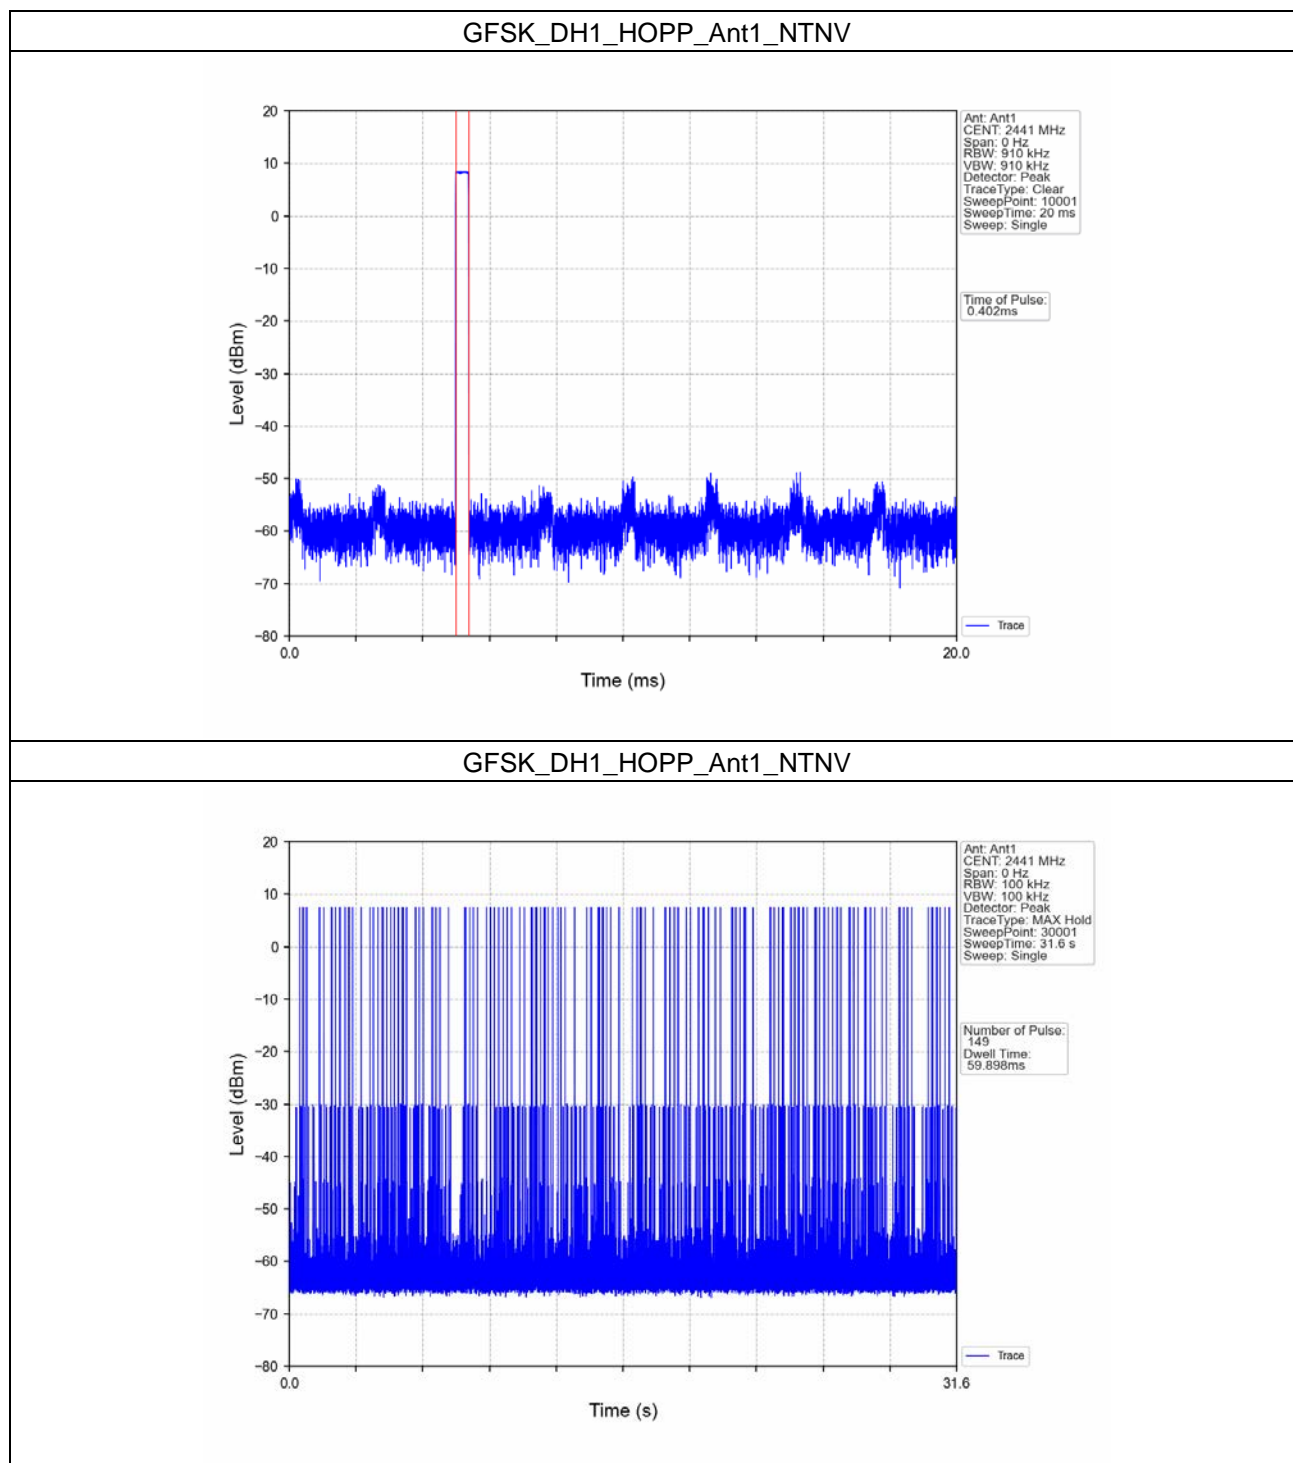 GFSK_DH1_HOPP_Ant1_NTNV
20
10
0
−10
−20
−30
−40
−50
−60
−70
−80
Level (dBm)
0.0
20.0
Time (ms)
Ant: Ant1
CENT: 2441 MHz
Span: 0 Hz
RBW: 910 kHz
VBW: 910 kHz
Detector: Peak
TraceType: Clear
SweepPoint: 10001
SweepTime: 20 ms
Sweep: Single
Time of Pulse:
0.402ms
Trace
GFSK_DH1_HOPP_Ant1_NTNV
20
10
0
−10
−20
−30
−40
−50
−60
−70
−80
Level (dBm)
0.0
31.6
Time (s)
Ant: Ant1
CENT: 2441 MHz
Span: 0 Hz
RBW: 100 kHz
VBW: 100 kHz
Detector: Peak
TraceType: MAX Hold
SweepPoint: 30001
SweepTime: 31.6 s
Sweep: Single
Number of Pulse:
149
Dwell Time:
59.898ms
Trace